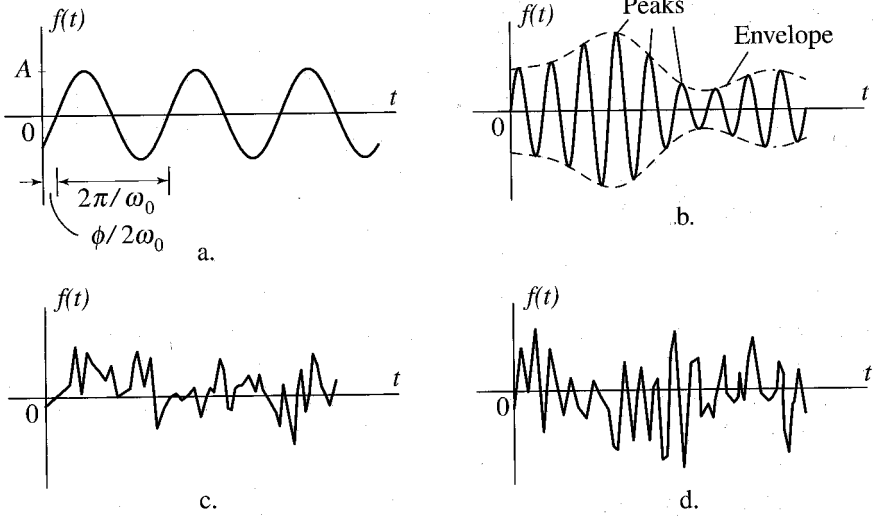 f(t)
A
t
0
2π/ω₀
ϕ/2ω₀
a.
f(t)
Peaks
Envelope
t
0
b.
f(t)
t
0
c.
f(t)
t
0
d.